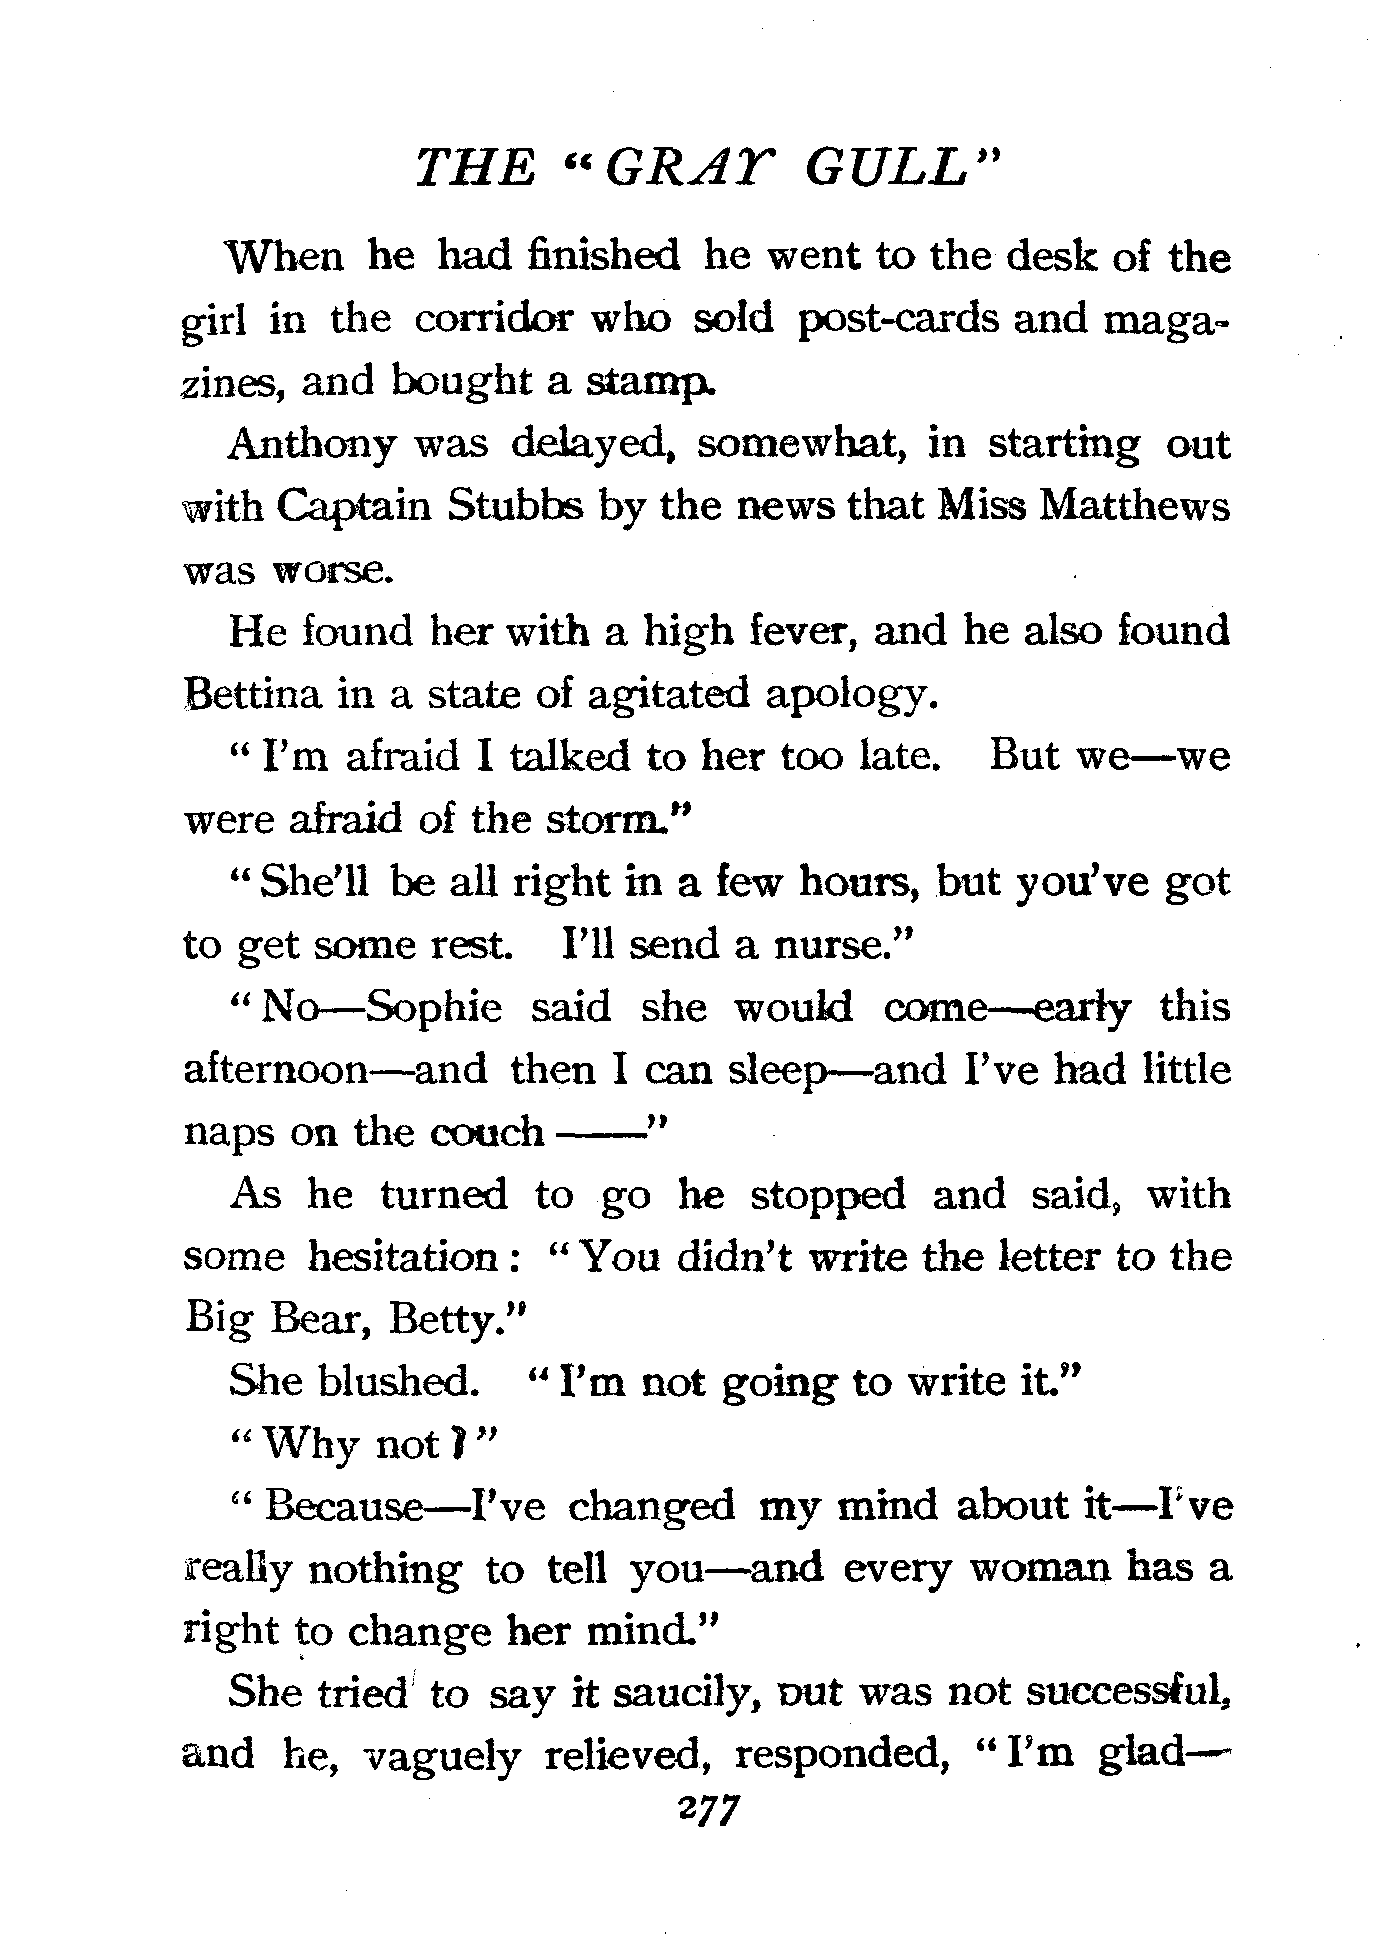 THE “GRAY GULL”
When he had finished he went to the desk of the
girl in the corridor who sold post-cards and maga-
zines, and bought a stamp.
Anthony was delayed, somewhat, in starting out
with Captain Stubbs by the news that Miss Matthews
was worse.
He found her with a high fever, and he also found
Bettina in a state of agitated apology.
“I’m afraid I talked to her too late. But we—we
were afraid of the storm.”
“She’ll be all right in a few hours, but you’ve got
to get some rest. I’ll send a nurse.”
“No—Sophie said she would come—early this
afternoon—and then I can sleep—and I’ve had little
naps on the couch ——”
As he turned to go he stopped and said, with
some hesitation: “You didn’t write the letter to the
Big Bear, Betty.”
She blushed. “I’m not going to write it.”
“Why not?”
“Because—I’ve changed my mind about it—I’ve
really nothing to tell you—and every woman has a
right to change her mind.”
She tried to say it saucily, but was not successful,
and he, vaguely relieved, responded, “I’m glad—
277